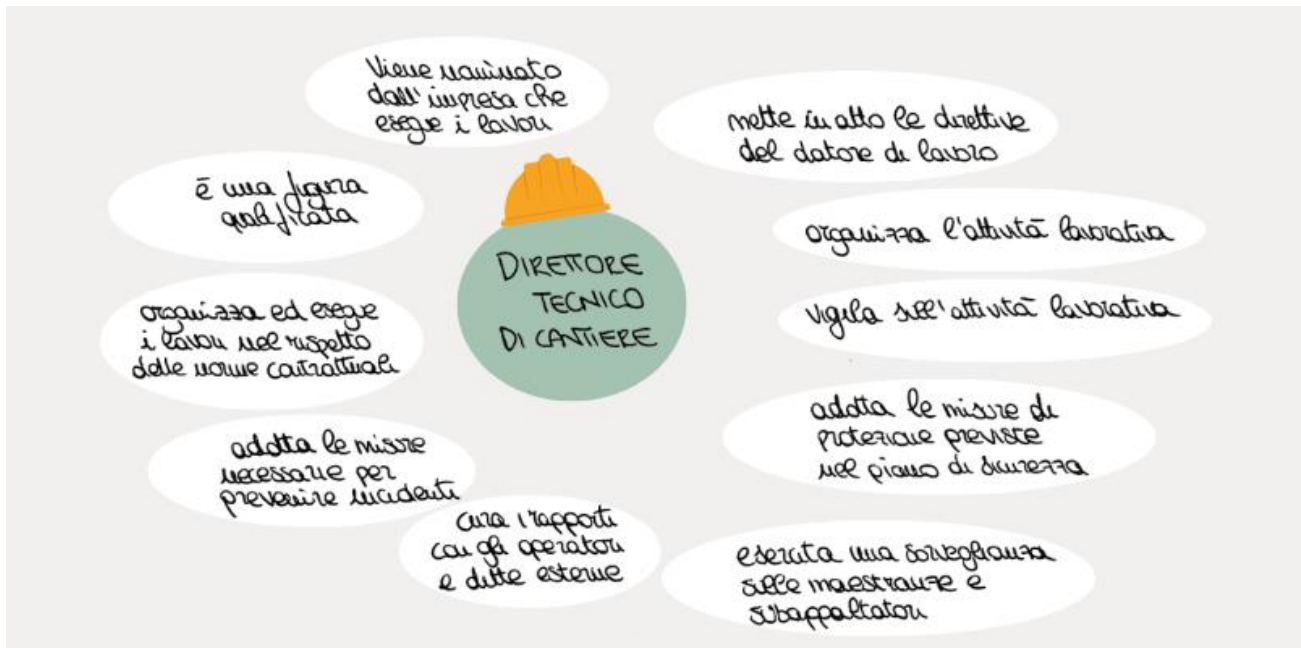 Viene nominato
dall'impresa che
esegue i lavori
mette in atto le direttive
del datore di lavoro
è una figura
qualificata
organizza l'attività lavorativa
DIRETTORE
TECNICO
DI CANTIERE
organizza ed esegue
i lavori nel rispetto
delle norme contrattuali
vigila sull'attività lavorativa
adotta le misure di
protezione previste
nel piano di sicurezza
adotta le misure
necessarie per
prevenire incidenti
cura i rapporti
con gli operatori
e ditte esterne
esercita una sorveglianza
sulle maestranze e
subappaltatori